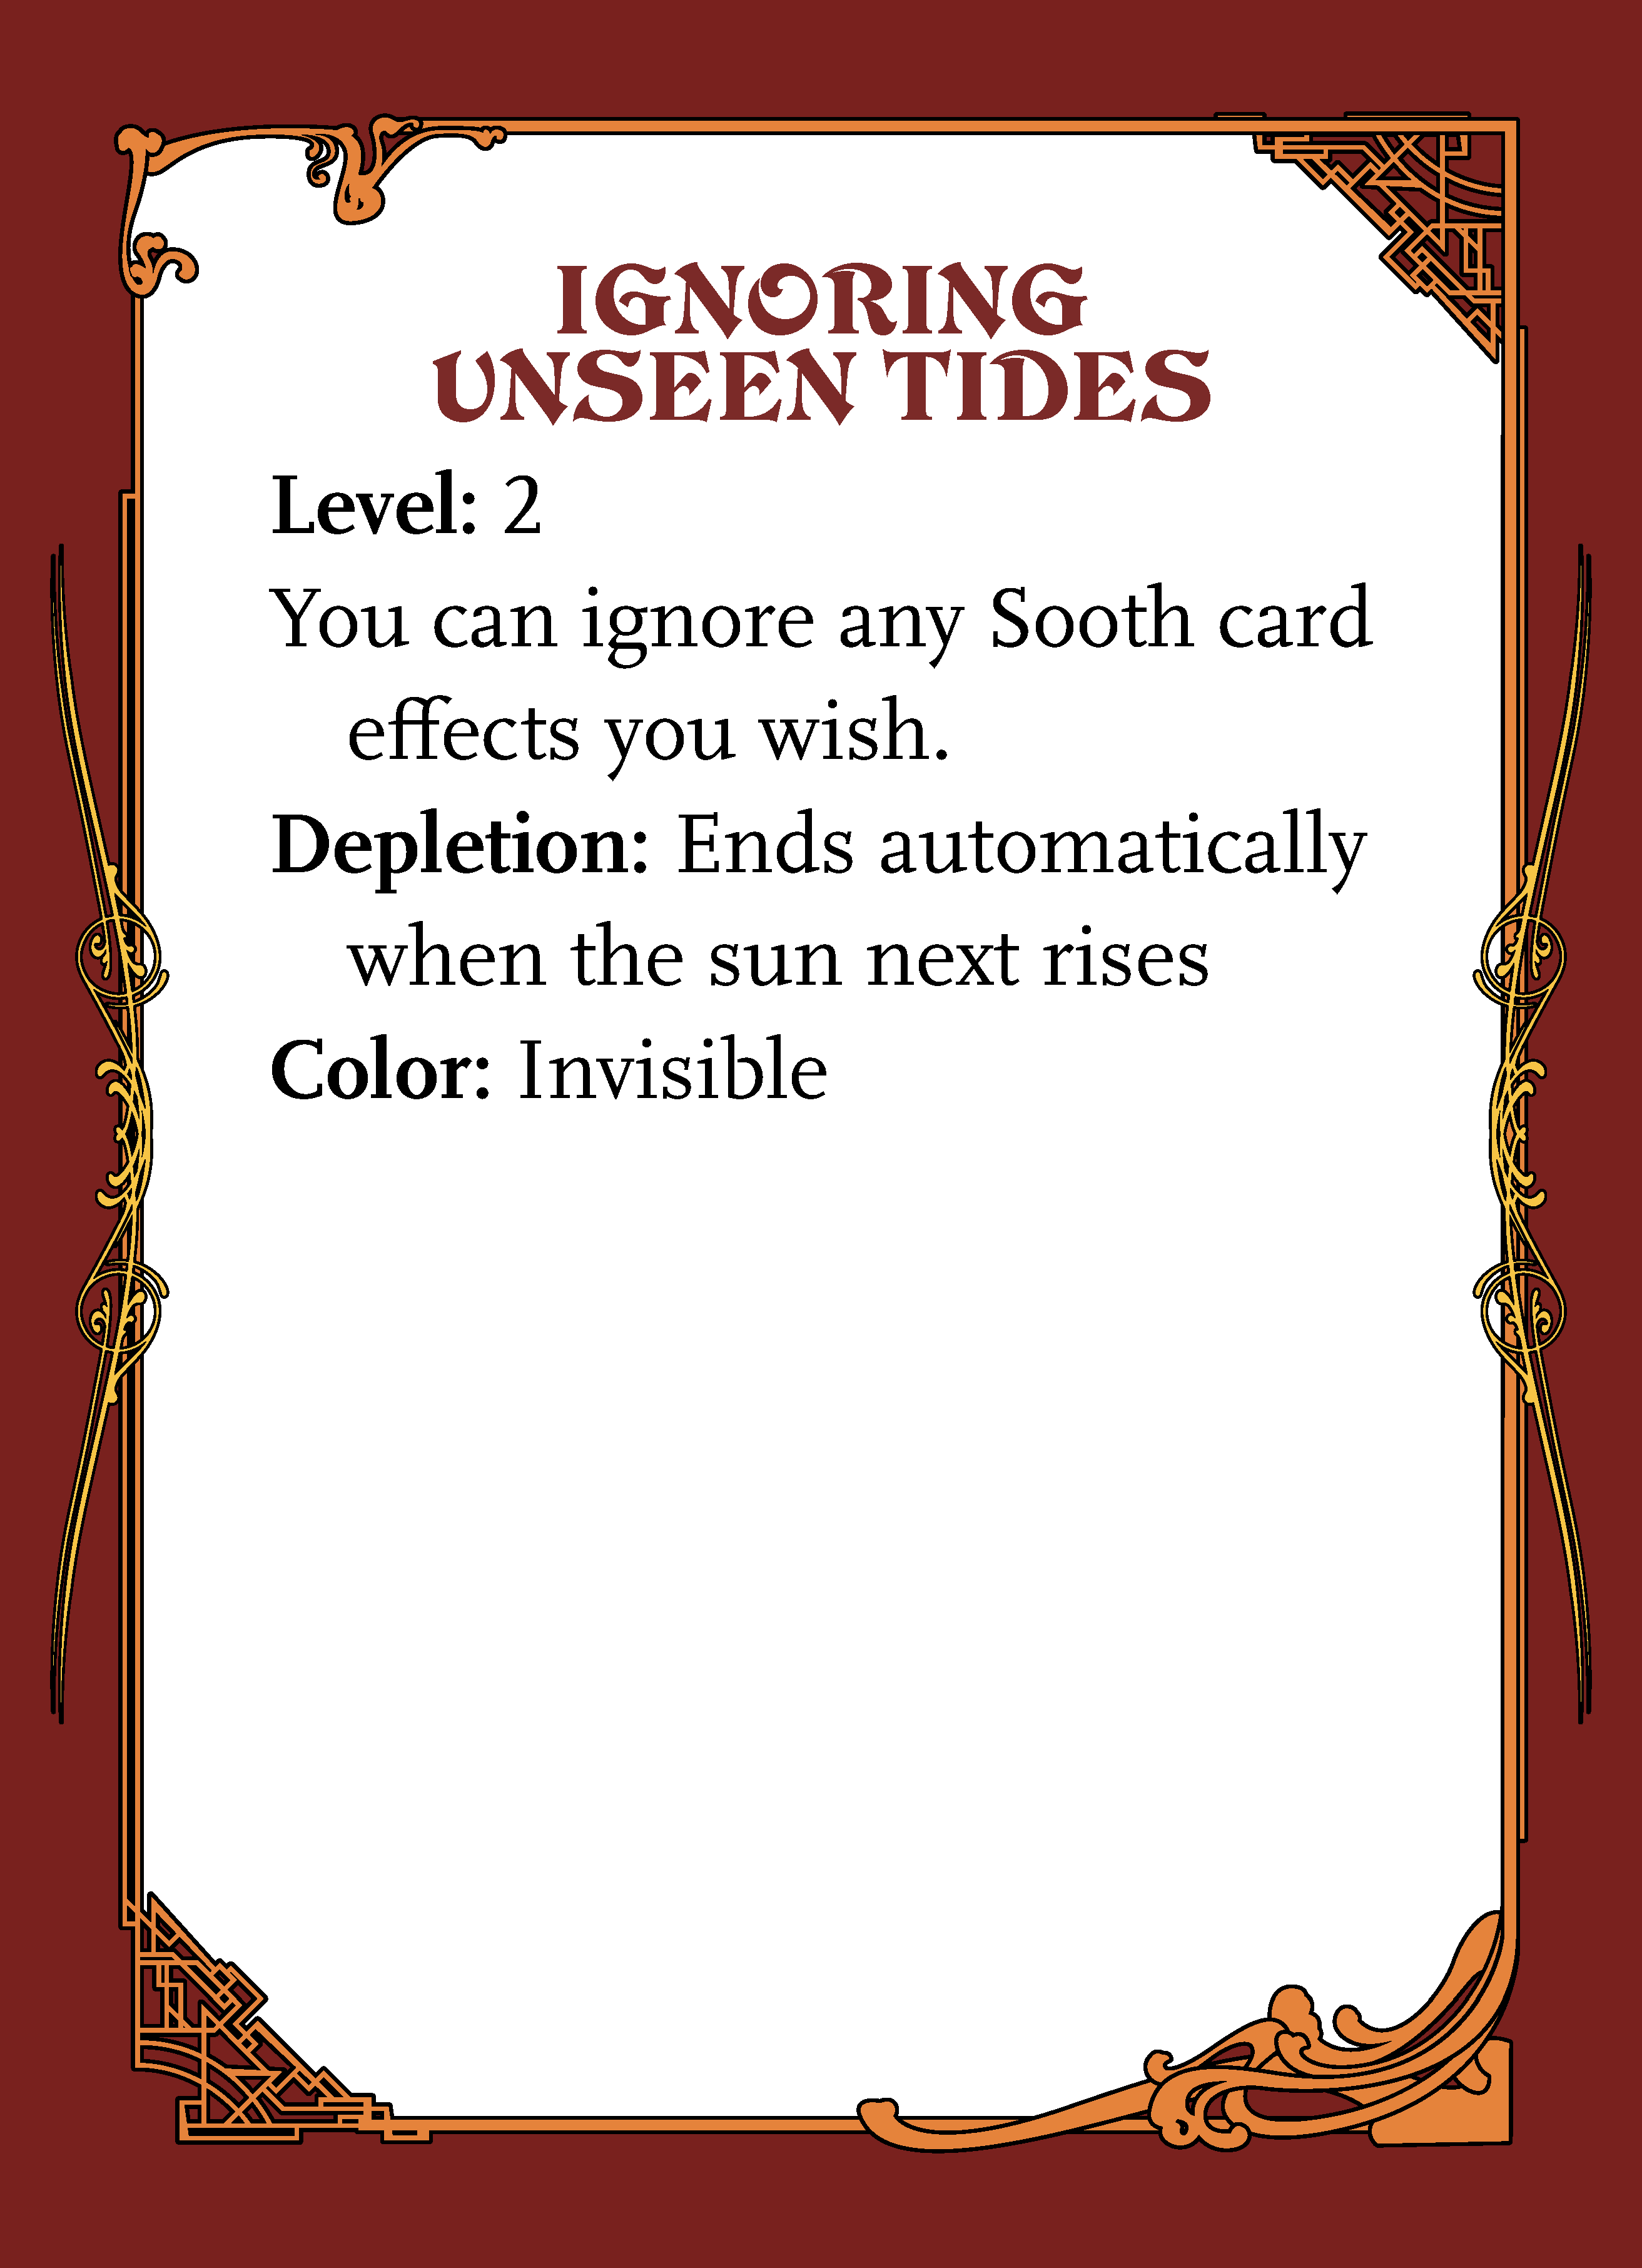 IGNORING
UNSEEN TIDES
Level: 2
You can ignore any Sooth card
effects you wish.
Depletion: Ends automatically
when the sun next rises
Color: Invisible